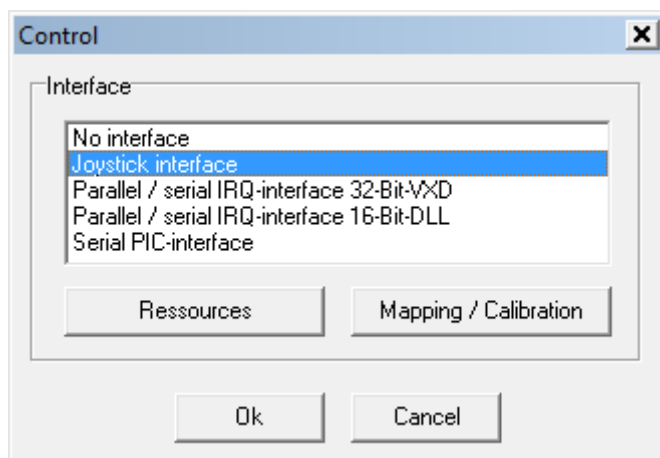 Control
Interface
No interface
Joystick interface
Parallel / serial IRQ-interface 32-Bit-VXD
Parallel / serial IRQ-interface 16-Bit-DLL
Serial PIC-interface
Ressources
Mapping / Calibration
Ok
Cancel